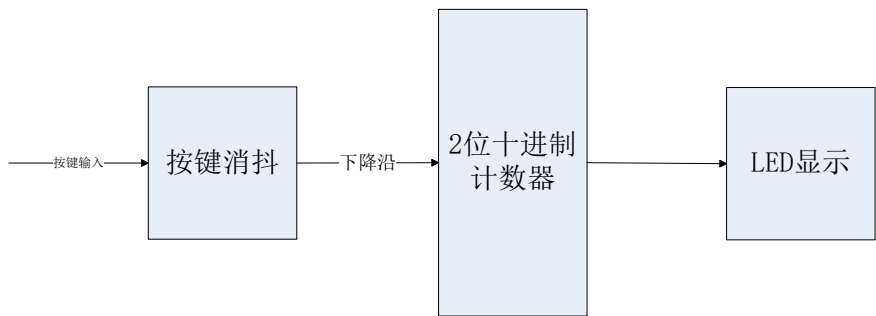 按键输入
按键消抖
下降沿
2位十进制
计数器
LED显示